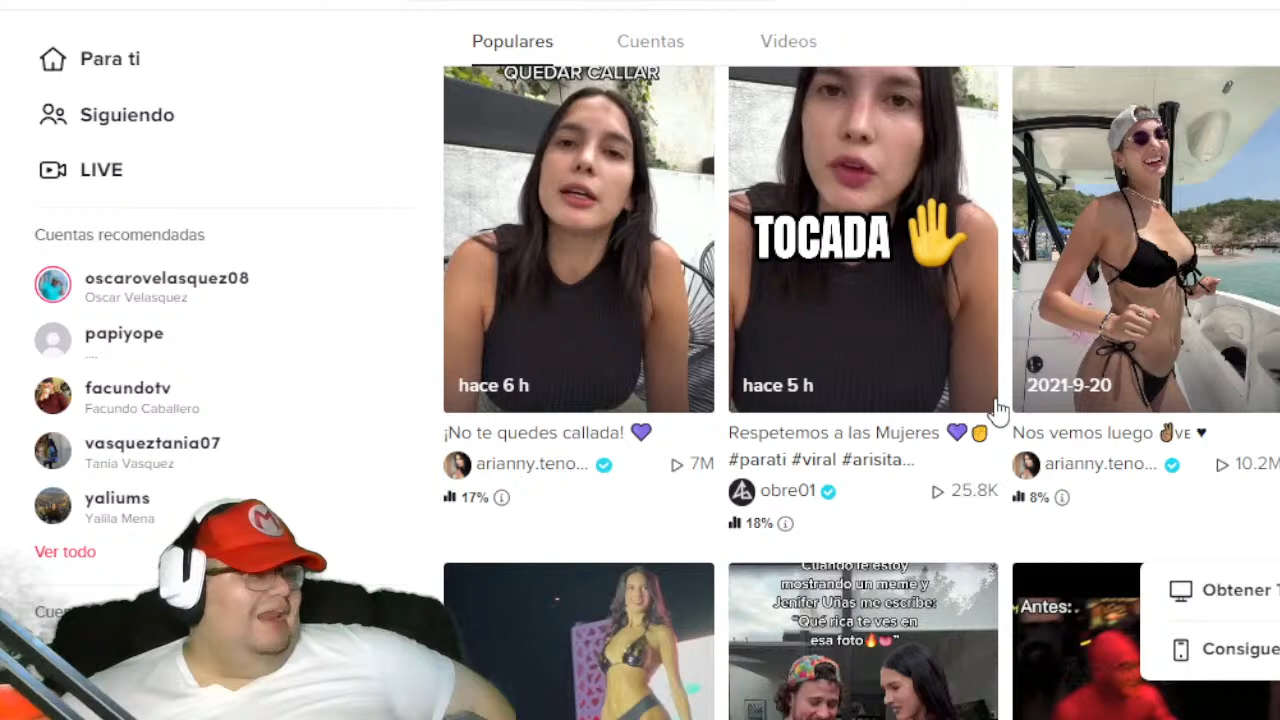 Populares
Cuentas
Videos
Para ti
Siguiendo
LIVE
Cuentas recomendadas
oscarovelasquez08
Oscar Velasquez
papiyope
....
facundotv
Facundo Caballero
vasqueztania07
Tania Vasquez
yaliums
Yalila Mena
Ver todo
QUEDAR CALLAR
hace 6 h
¡No te quedes callada! 💜
arianny.teno...
7M
17%
TOCADA 🤚
hace 5 h
Respetemos a las Mujeres 💜✊
#parati #viral #arisita...
obre01
25.8K
18%
2021-9-20
Nos vemos luego ✌🏽VE ♥
arianny.teno...
10.2M
8%
Cuando le estoy
mostrando un meme y
Jenifer Uñas me escribe:
"Qué rica te ves en
esa foto🔥💗"
Antes:
Obtener
Consigue
M